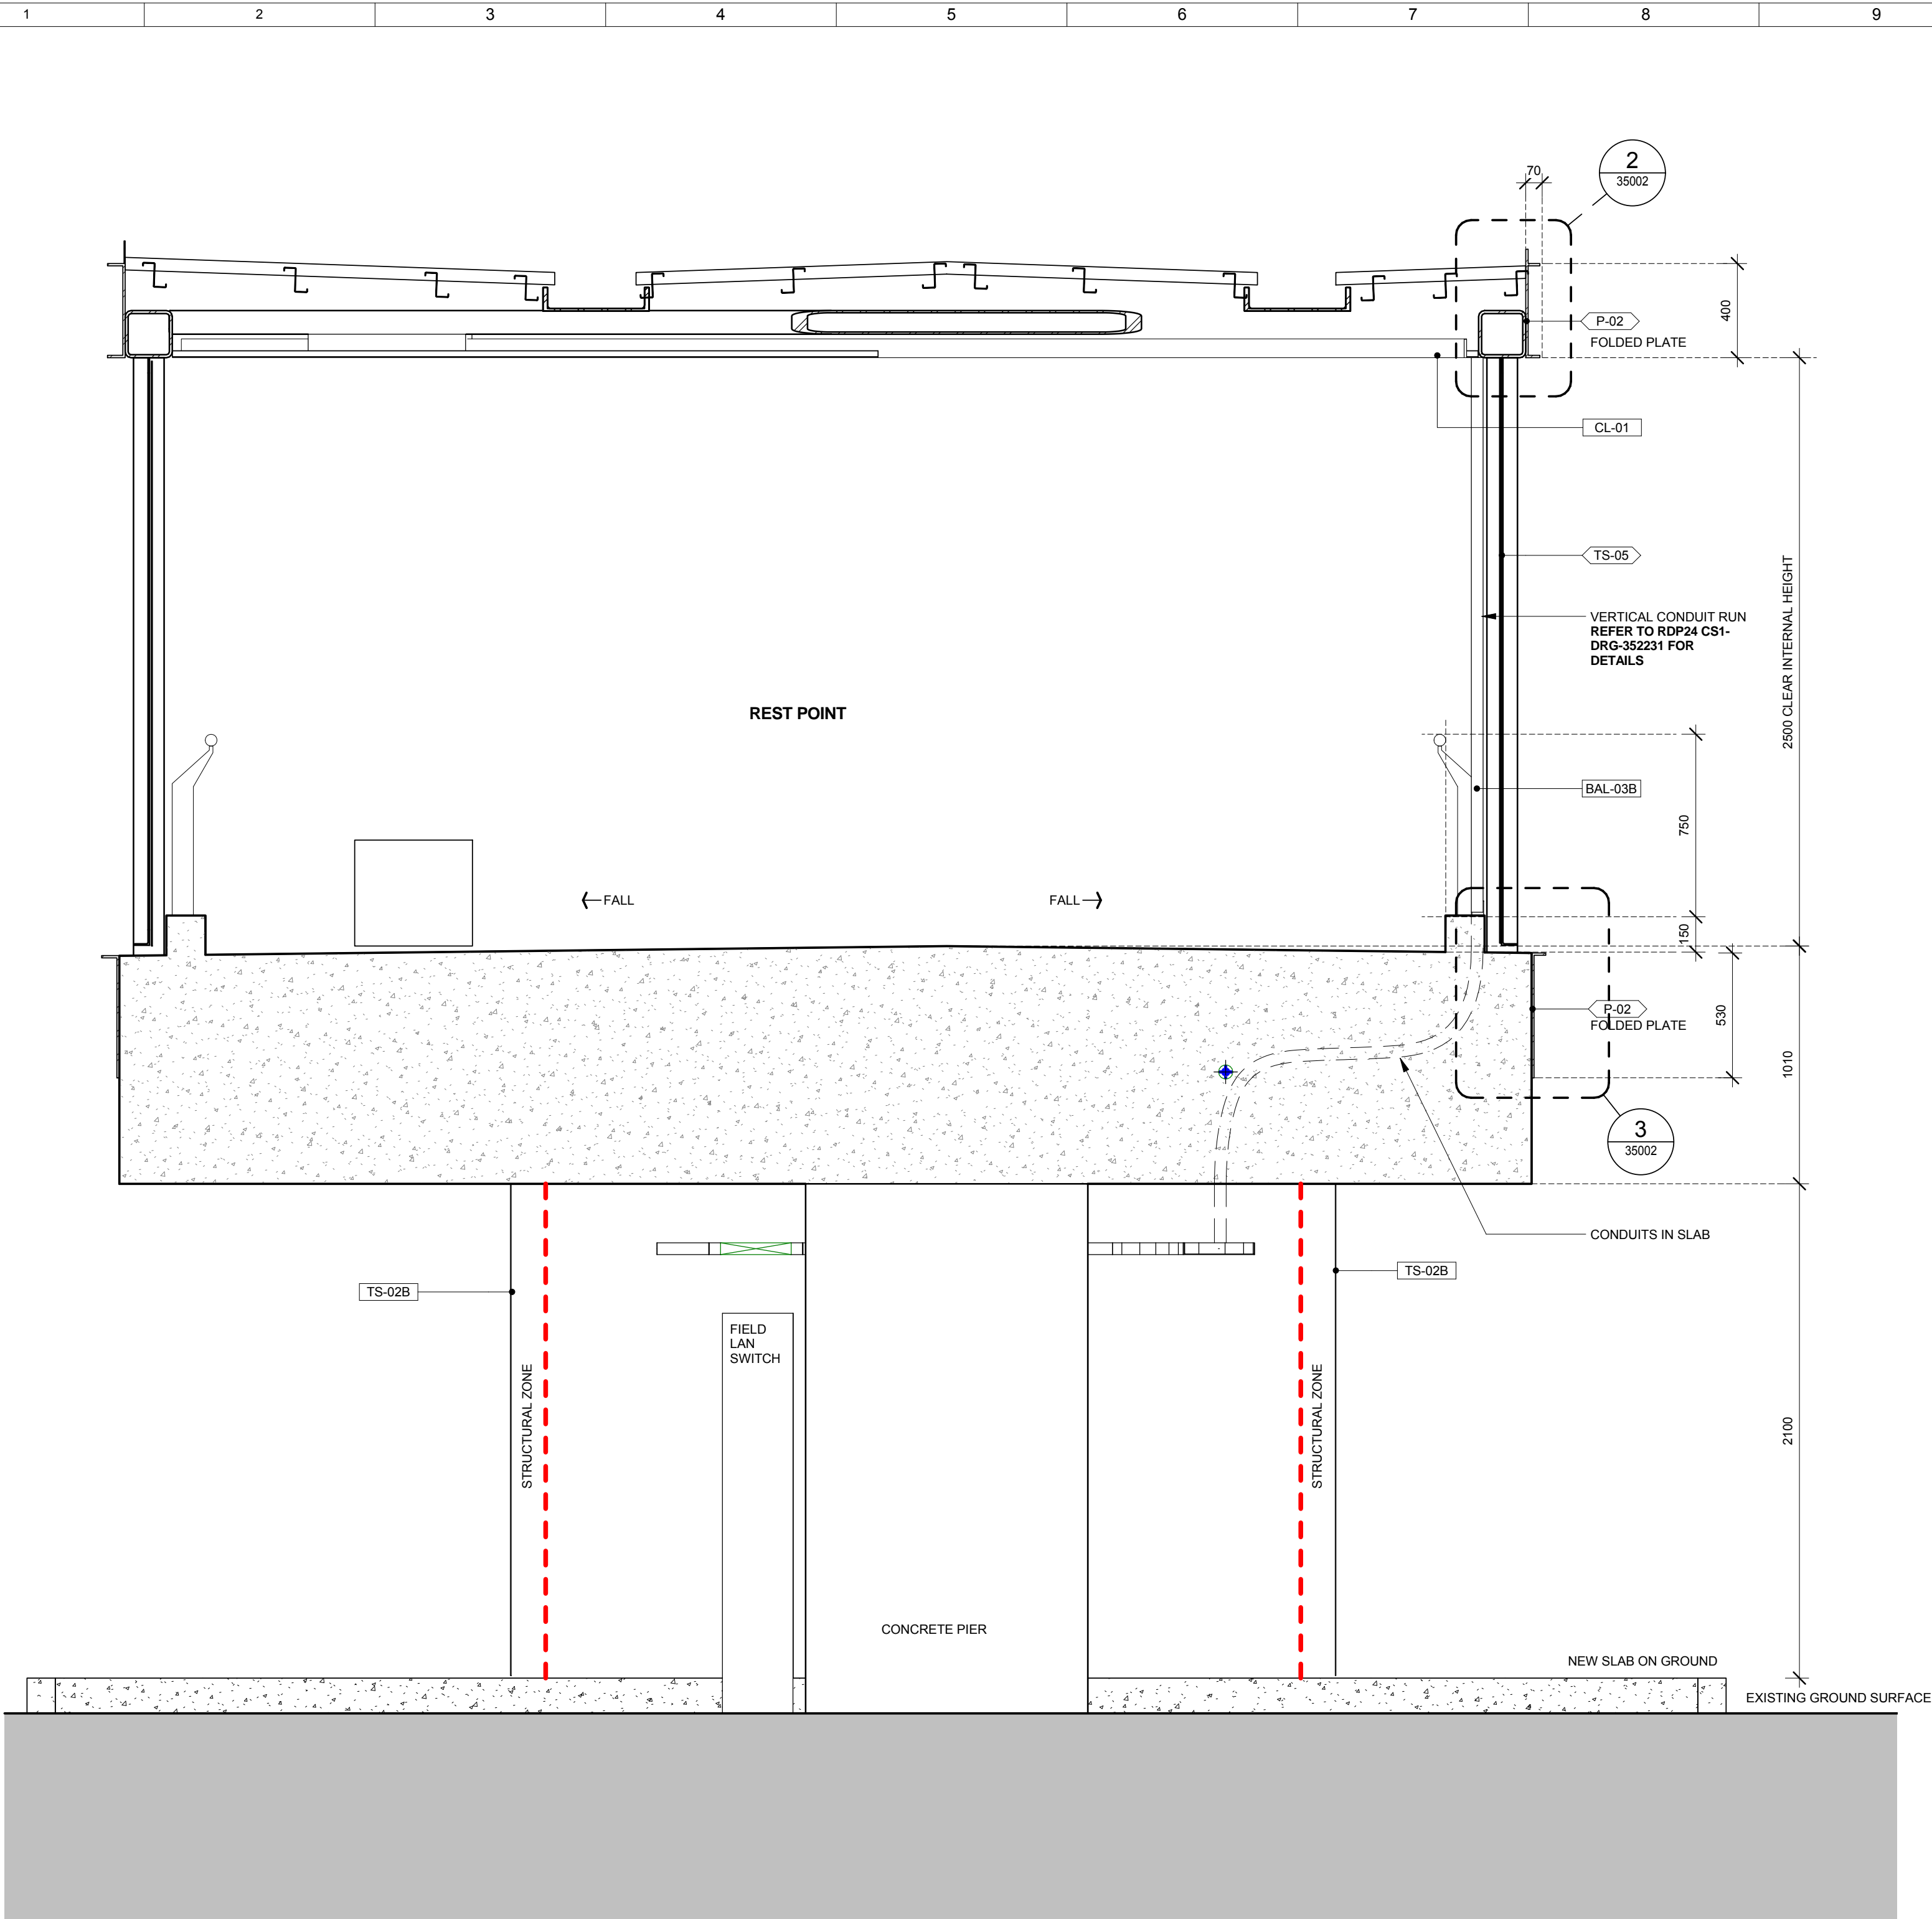 1 2 3 4 5 6 7 8 9
2
35002
70
400
P-02
FOLDED PLATE
CL-01
TS-05
2500 CLEAR INTERNAL HEIGHT
VERTICAL CONDUIT RUN
REFER TO RDP24 CS1-
DRG-352231 FOR
DETAILS
REST POINT
BAL-03B
750
FALL
FALL
150
P-02
FOLDED PLATE
530
1010
3
35002
CONDUITS IN SLAB
TS-02B
TS-02B
FIELD
LAN
SWITCH
STRUCTURAL ZONE
STRUCTURAL ZONE
2100
CONCRETE PIER
NEW SLAB ON GROUND
EXISTING GROUND SURFACE